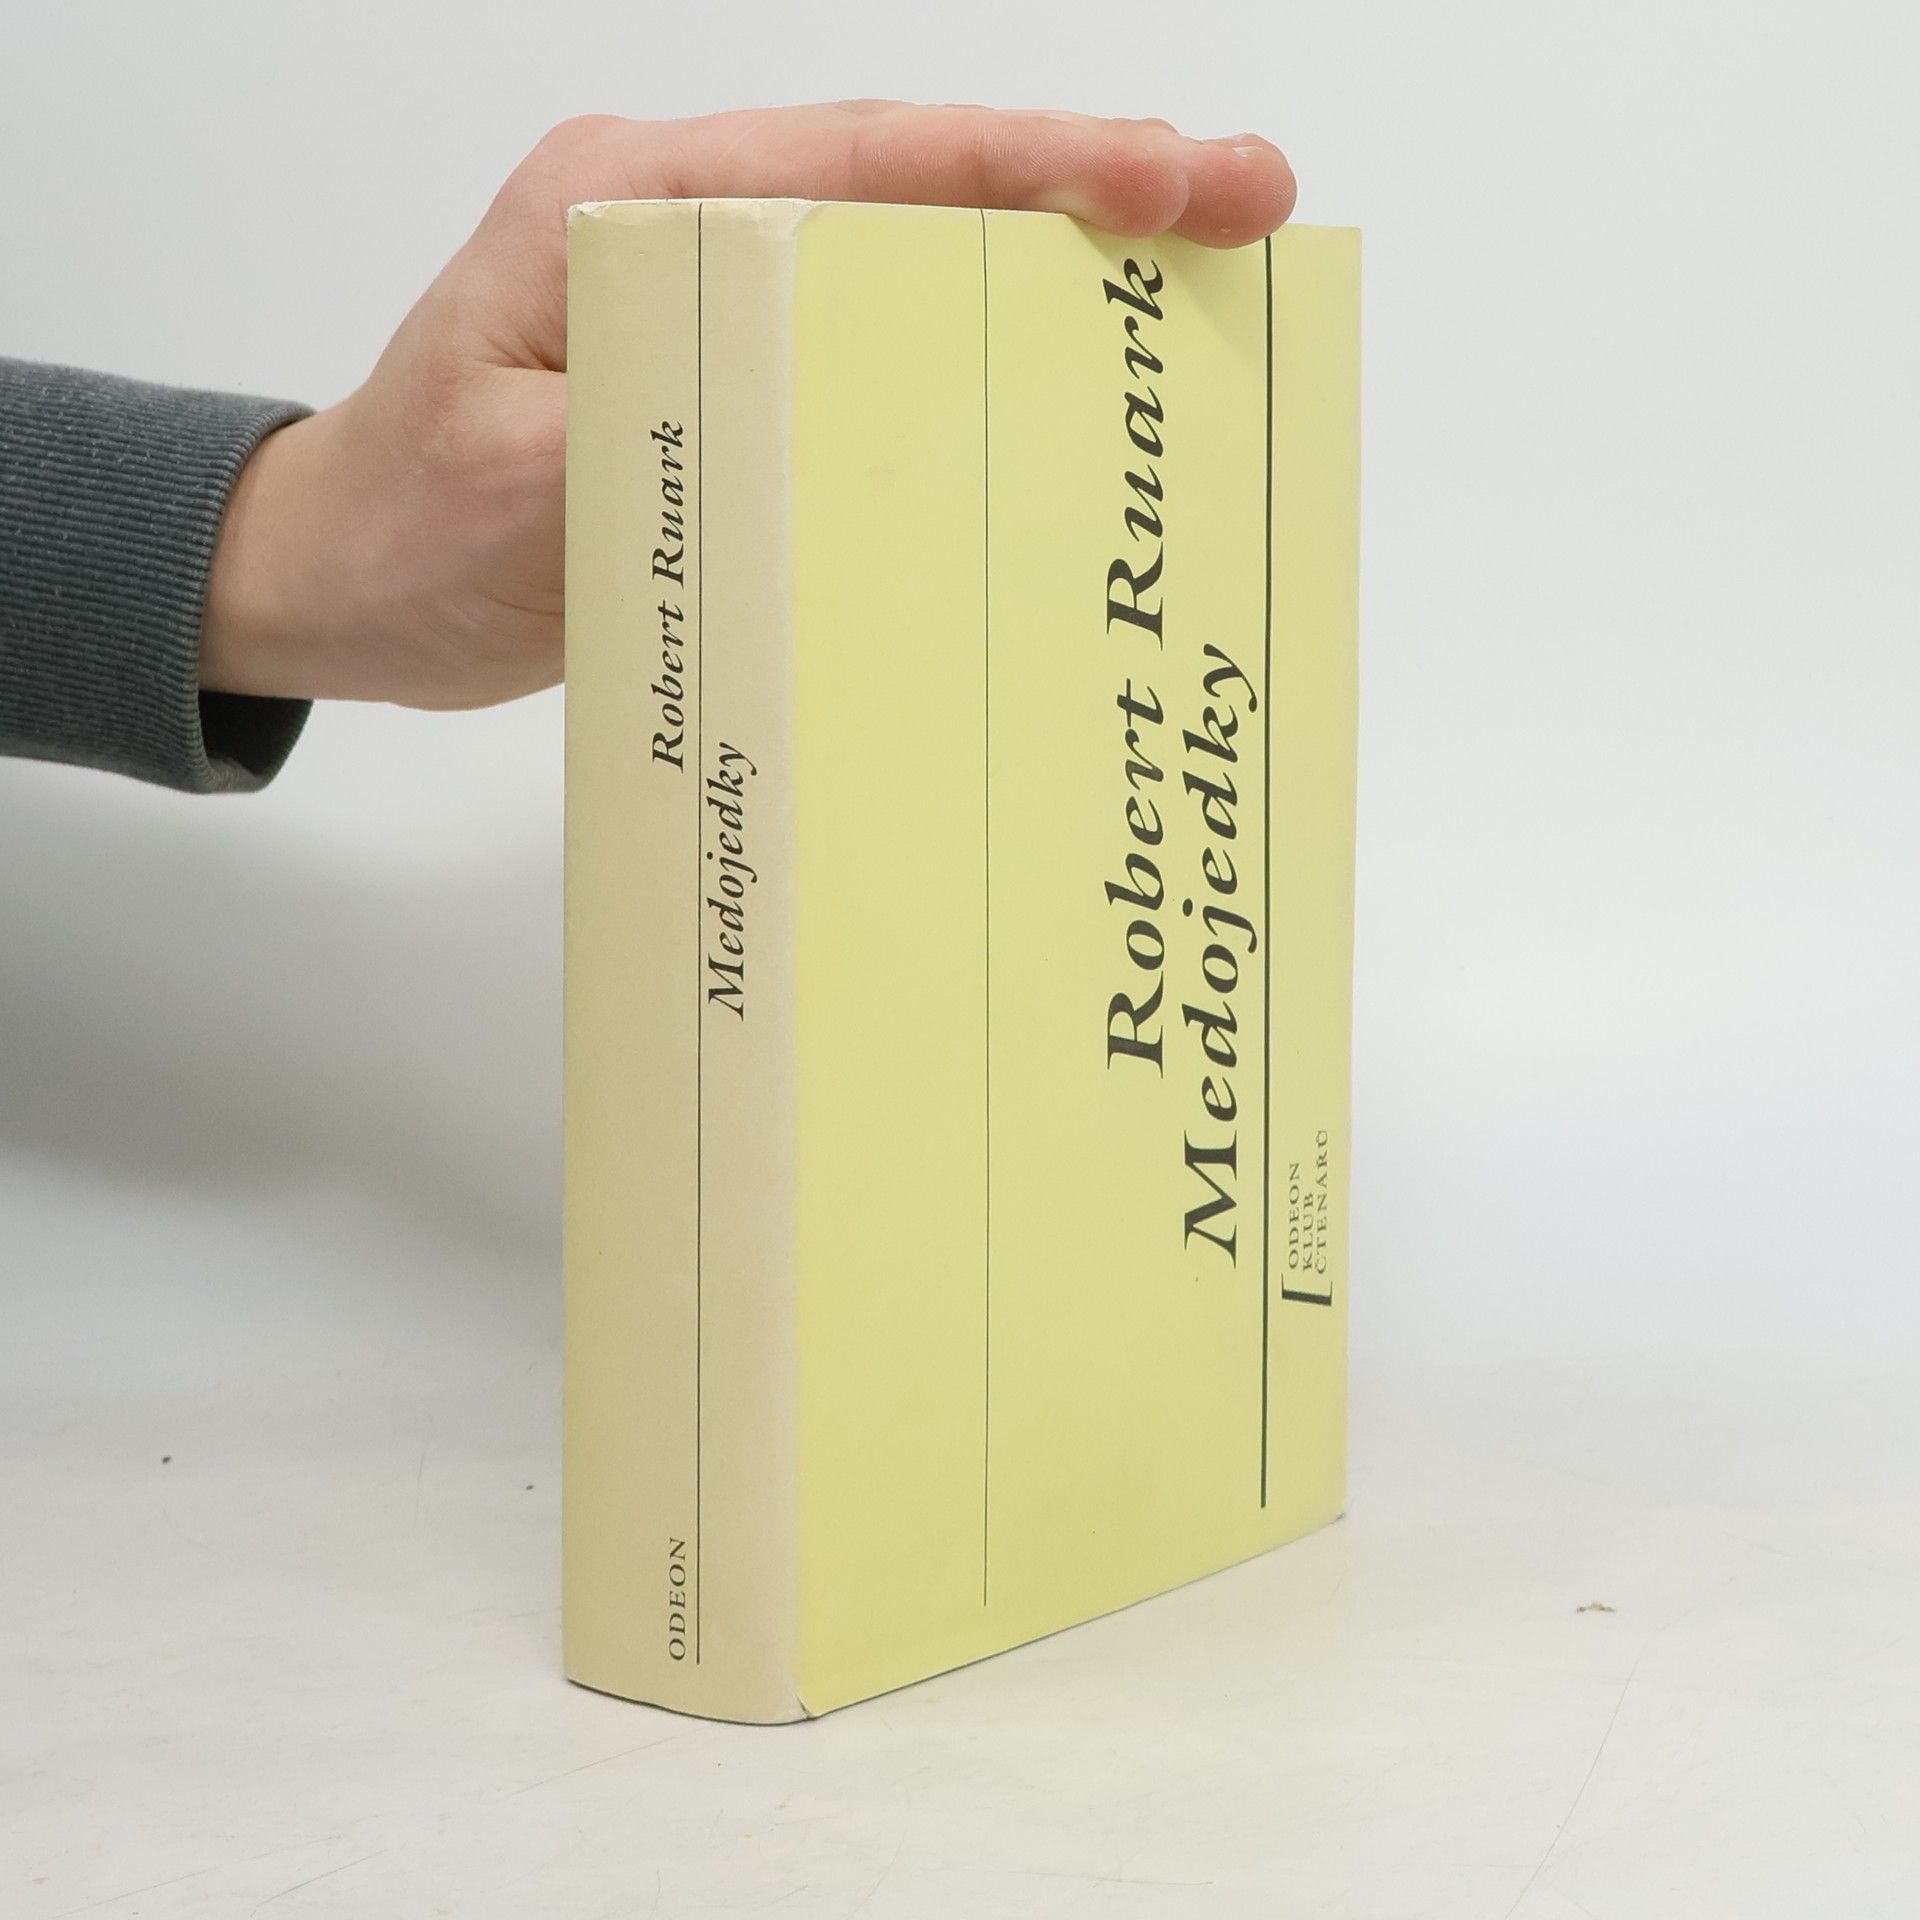 Robert Ruark
Medojedky
ODEON
Robert Ruark
Medojedky
[ODEON
KLUB
ČTENÁŘŮ